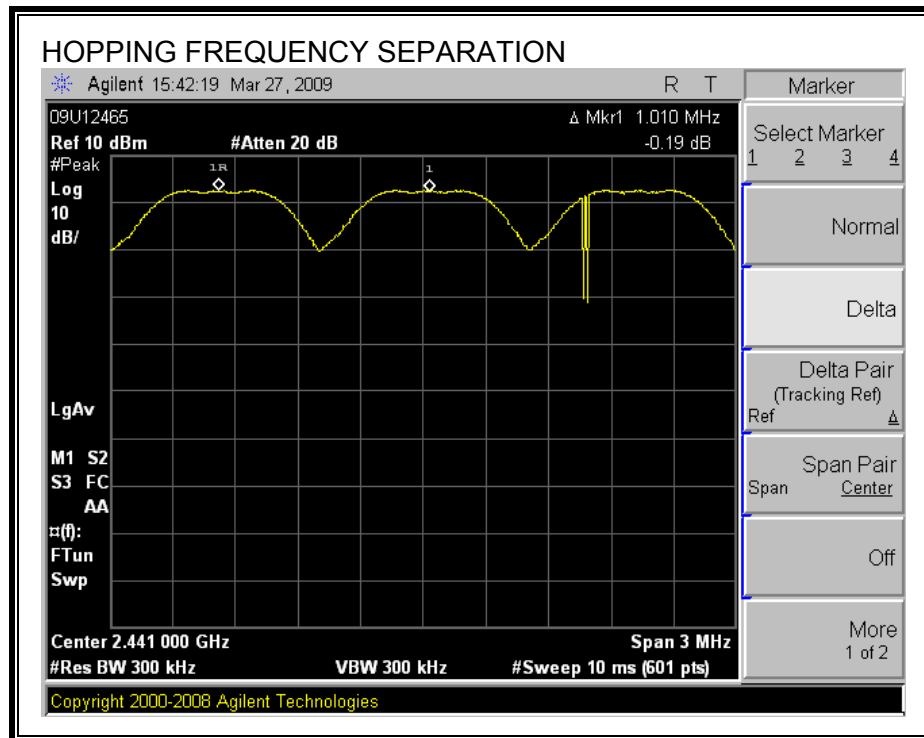 HOPPING FREQUENCY SEPARATION
Agilent 15:42:19 Mar 27, 2009 R T
Marker
09U12465
Δ Mkr1 1.010 MHz
Ref 10 dBm #Atten 20 dB -0.19 dB
#Peak
Log
10
dB/
1R
1
LgAv
M1 S2
S3 FC
AA
¤(f):
FTun
Swp
Center 2.441 000 GHz Span 3 MHz
#Res BW 300 kHz VBW 300 kHz #Sweep 10 ms (601 pts)
Copyright 2000-2008 Agilent Technologies
Select Marker
1 2 3 4
Normal
Delta
Delta Pair
(Tracking Ref)
Ref Δ
Span Pair
Span Center
Off
More
1 of 2